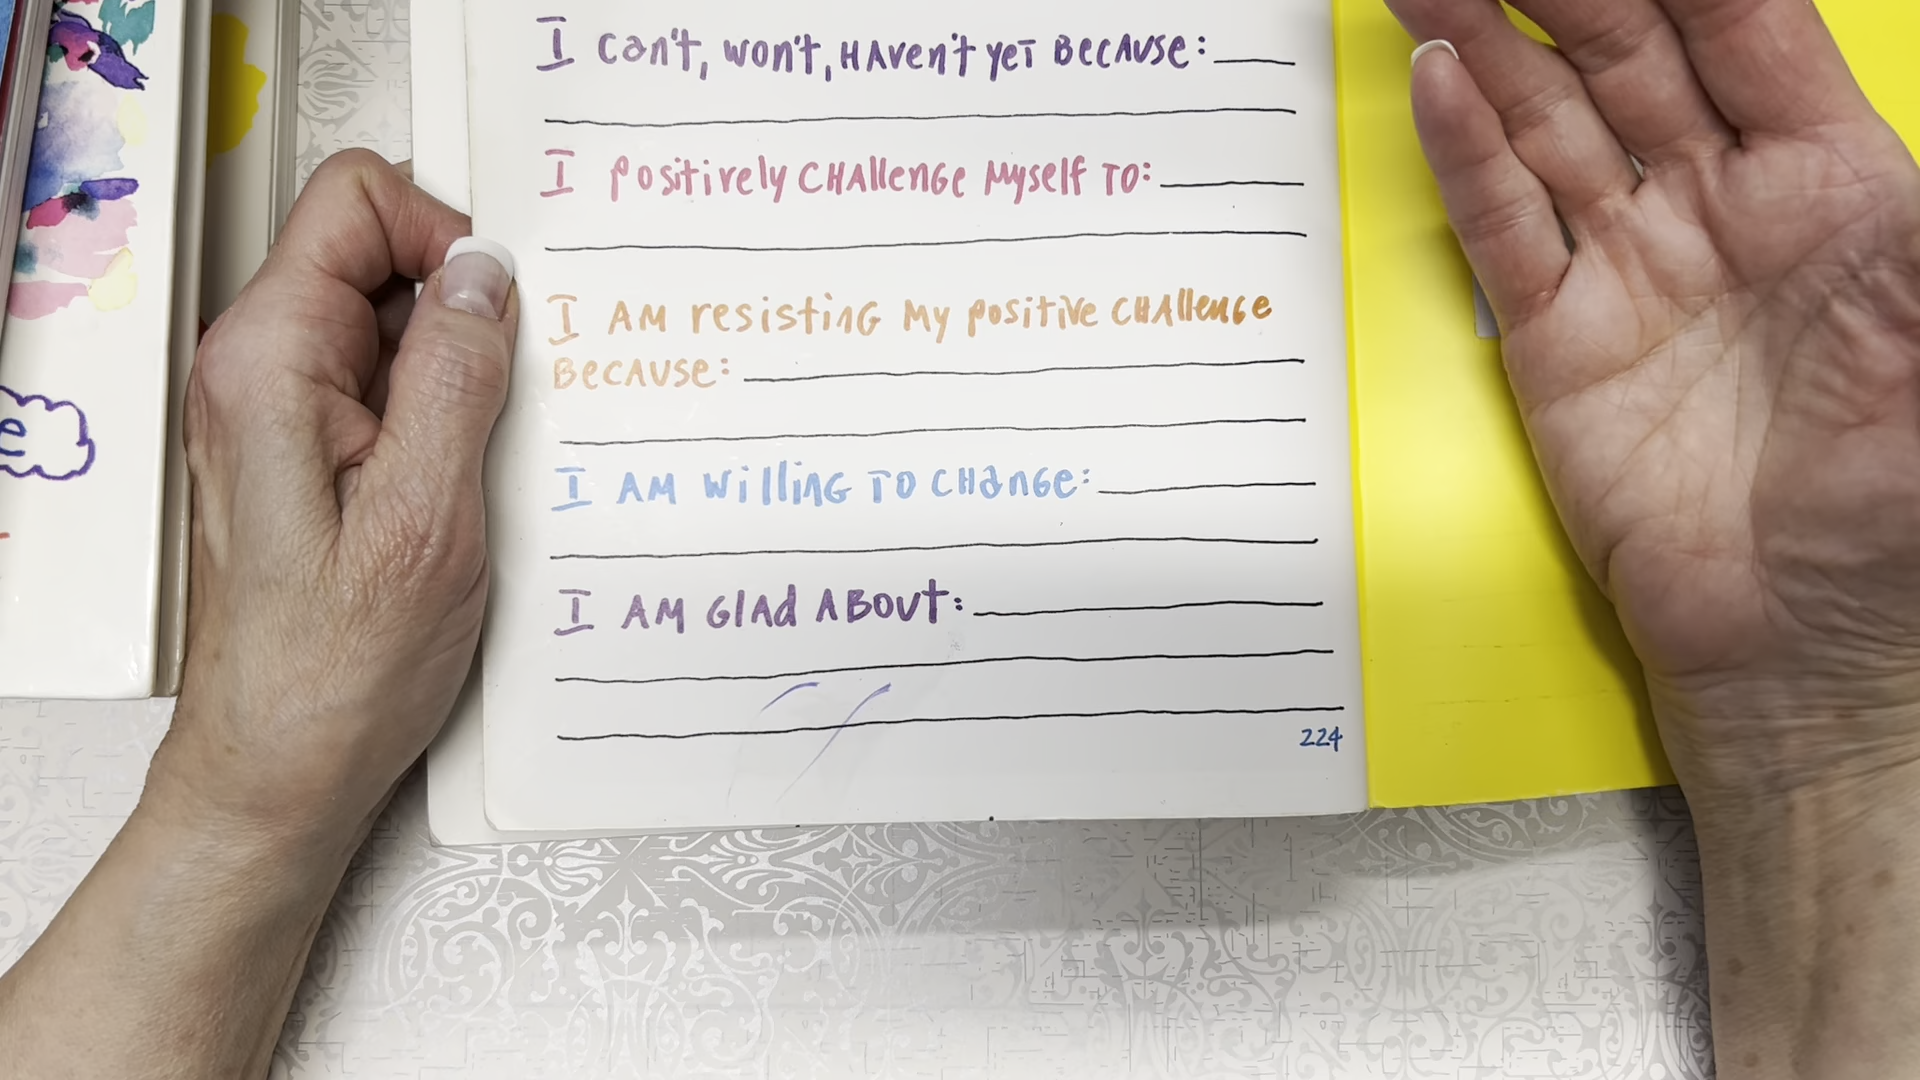 I can't, won't, HAven't yet BECAUSE:
I positively CHAllenGe Myself TO:
I AM resistinG My positive CHAllenGe
BECAUSE:
I AM WillinG TO CHanGe:
I AM GlAd ABOUT:
224
e